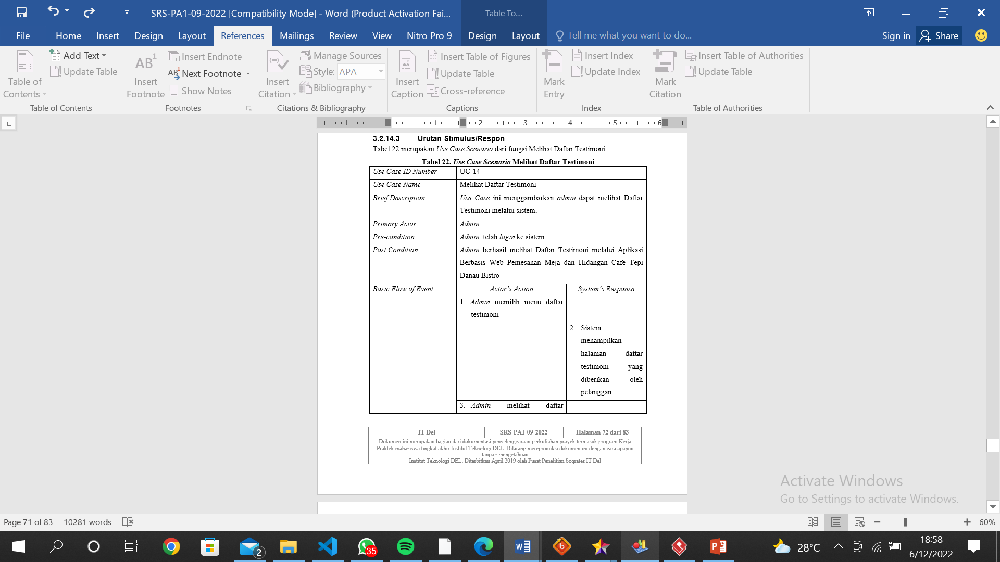 SRS-PA1-09-2022 [Compatibility Mode] - Word (Product Activation Fai...
Table To...
File Home Insert Design Layout References Mailings Review View Nitro Pro 9 Design Layout Tell me what you want to do... Sign in Share
Table of Contents
Add Text
Update Table
Table of Contents
AB1 Insert Footnote
Insert Endnote
AB1 Next Footnote
Show Notes
Footnotes
Insert Citation
Manage Sources
Style: APA
Bibliography
Citations & Bibliography
Insert Caption
Insert Table of Figures
Update Table
Cross-reference
Captions
Mark Entry
Insert Index
Update Index
Index
Mark Citation
Insert Table of Authorities
Update Table
Table of Authorities
L
1 1 2 3 4 5 6
3.2.14.3 Urutan Stimulus/Respon
Tabel 22 merupakan Use Case Scenario dari fungsi Melihat Daftar Testimoni.
Tabel 22. Use Case Scenario Melihat Daftar Testimoni
Use Case ID Number UC-14
Use Case Name Melihat Daftar Testimoni
Brief Description Use Case ini menggambarkan admin dapat melihat Daftar
Testimoni melalui sistem.
Primary Actor Admin
Pre-condition Admin telah login ke sistem
Post Condition Admin berhasil melihat Daftar Testimoni melalui Aplikasi
Berbasis Web Pemesanan Meja dan Hidangan Cafe Tepi
Danau Bistro
Basic Flow of Event Actor's Action System's Response
1. Admin memilih menu daftar
testimoni
2. Sistem
menampilkan
halaman daftar
testimoni yang
diberikan oleh
pelanggan.
3. Admin melihat daftar
IT Del SRS-PA1-09-2022 Halaman 72 dari 83
Dokumen ini merupakan bagian dari dokumentasi penyelenggaraan perkuliahan proyek termasuk program Kerja
Praktek mahasiswa tingkat akhir Institut Teknologi DEL. Dilarang mereproduksi dokumen ini dengan cara apapun
tanpa sepengetahuan
Institut Teknologi DEL. Diterbitkan April 2019 oleh Pusat Penelitian Soqrates IT Del
Activate Windows
Go to Settings to activate Windows.
Page 71 of 83 10281 words 60%
2 35 28°C 18:58
6/12/2022